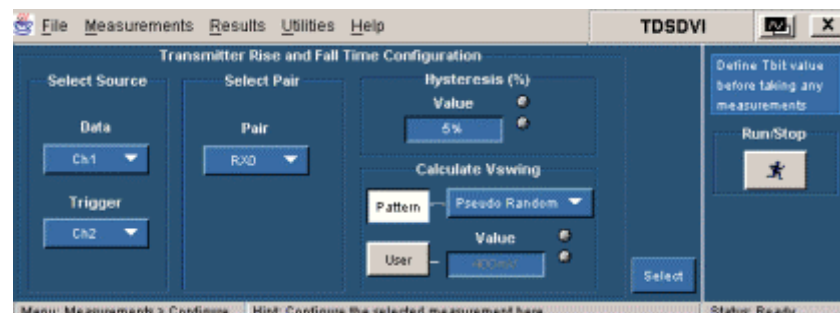 File Measurements Results Utilities Help TDSDVI X
Transmitter Rise and Fall Time Configuration
Select Source
Data
Ch1
Trigger
Ch2
Select Pair
Pair
RX0
Hysteresis (%)
Value
5%
Calculate Vswing
Pattern
Pseudo Random
User
Value
Select
Define Tbit value
before taking any
measurements
Run/Stop
Menu: Measurements > Configure
Hint: Configure the selected measurement here
Status: Ready